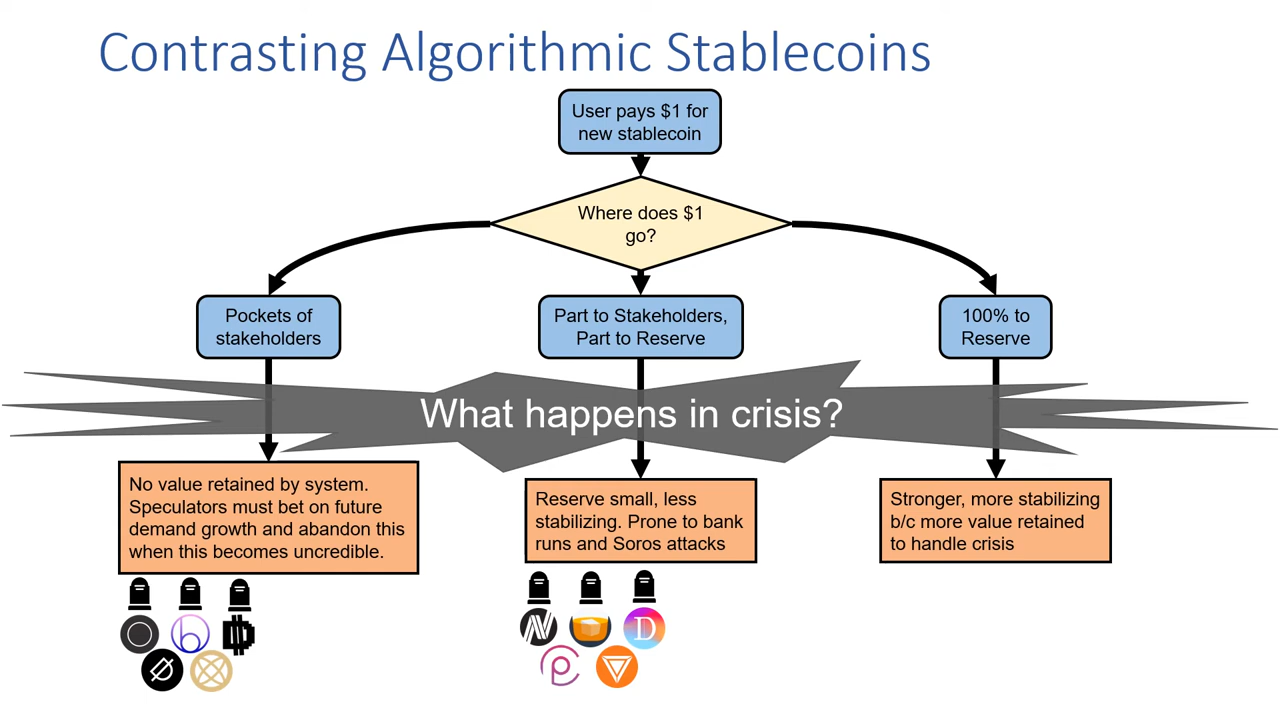 Contrasting Algorithmic Stablecoins
User pays $1 for
new stablecoin
Where does $1
go?
Pockets of
stakeholders
Part to Stakeholders,
Part to Reserve
100% to
Reserve
What happens in crisis?
No value retained by system.
Speculators must bet on future
demand growth and abandon this
when this becomes uncredible.
Reserve small, less
stabilizing. Prone to bank
runs and Soros attacks
Stronger, more stabilizing
b/c more value retained
to handle crisis
b
D